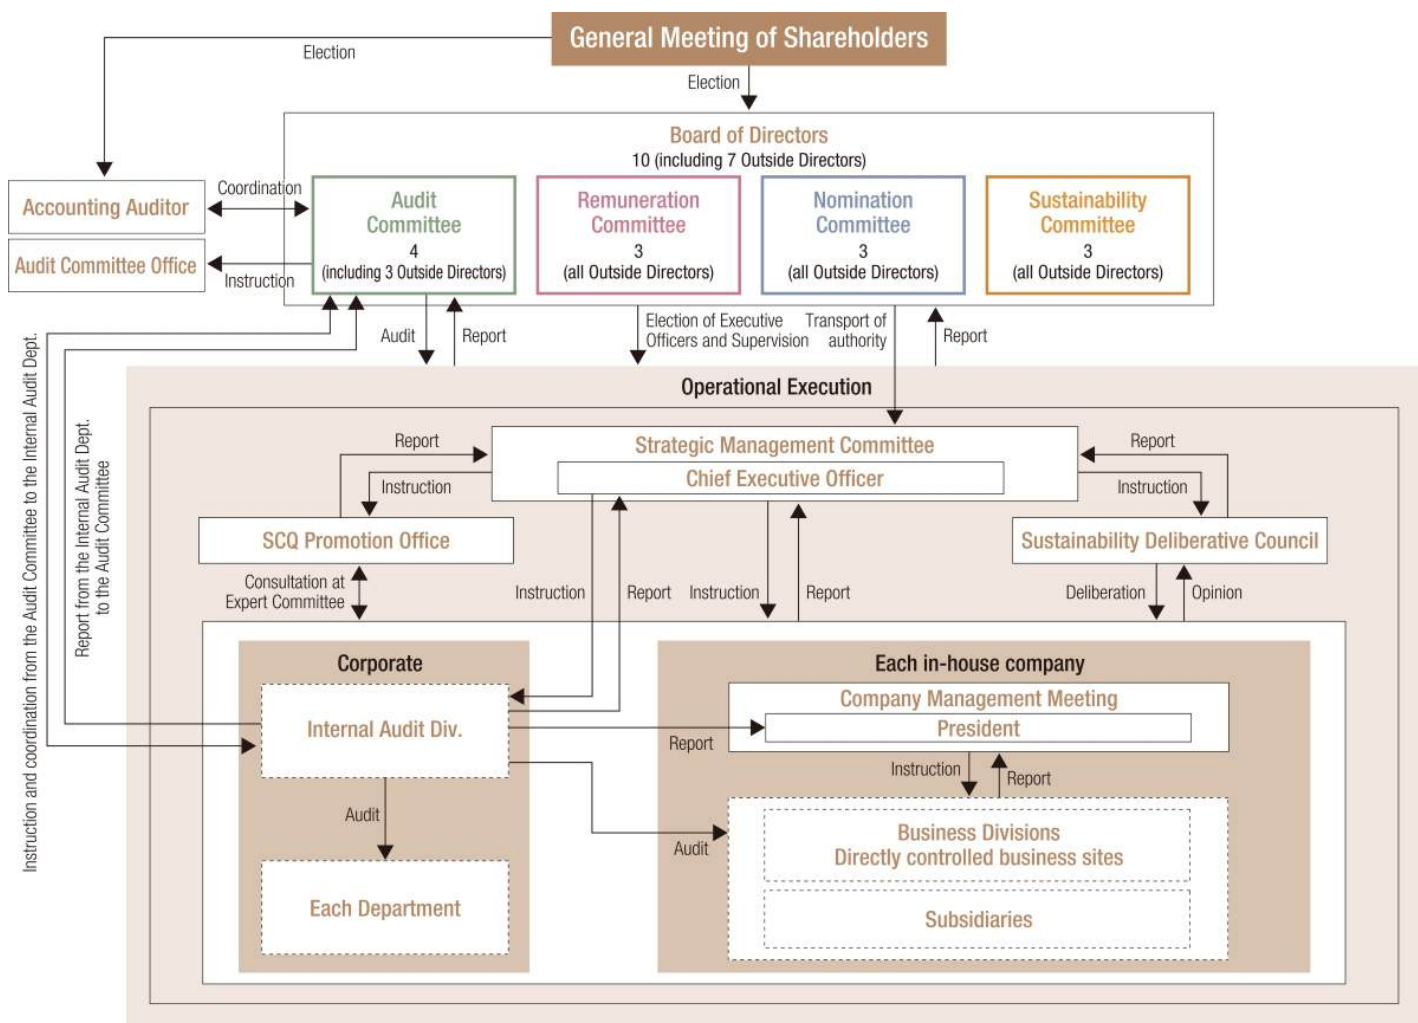 General Meeting of Shareholders
Election
Election
Board of Directors
10 (including 7 Outside Directors)
Accounting Auditor
Coordination
Audit Committee Office
Instruction
Audit
Committee
4
(including 3 Outside Directors)
Remuneration
Committee
3
(all Outside Directors)
Nomination
Committee
3
(all Outside Directors)
Sustainability
Committee
3
(all Outside Directors)
Audit
Report
Election of Executive
Officers and Supervision
Transport of
authority
Report
Instruction and coordination from the Audit Committee to the Internal Audit Dept.
Report from the Internal Audit Dept.
to the Audit Committee
Operational Execution
Strategic Management Committee
Chief Executive Officer
Report
Instruction
Report
Instruction
SCQ Promotion Office
Sustainability Deliberative Council
Consultation at
Expert Committee
Instruction
Report
Instruction
Report
Deliberation
Opinion
Corporate
Internal Audit Div.
Audit
Each Department
Report
Audit
Each in-house company
Company Management Meeting
President
Instruction
Report
Business Divisions
Directly controlled business sites
Subsidiaries